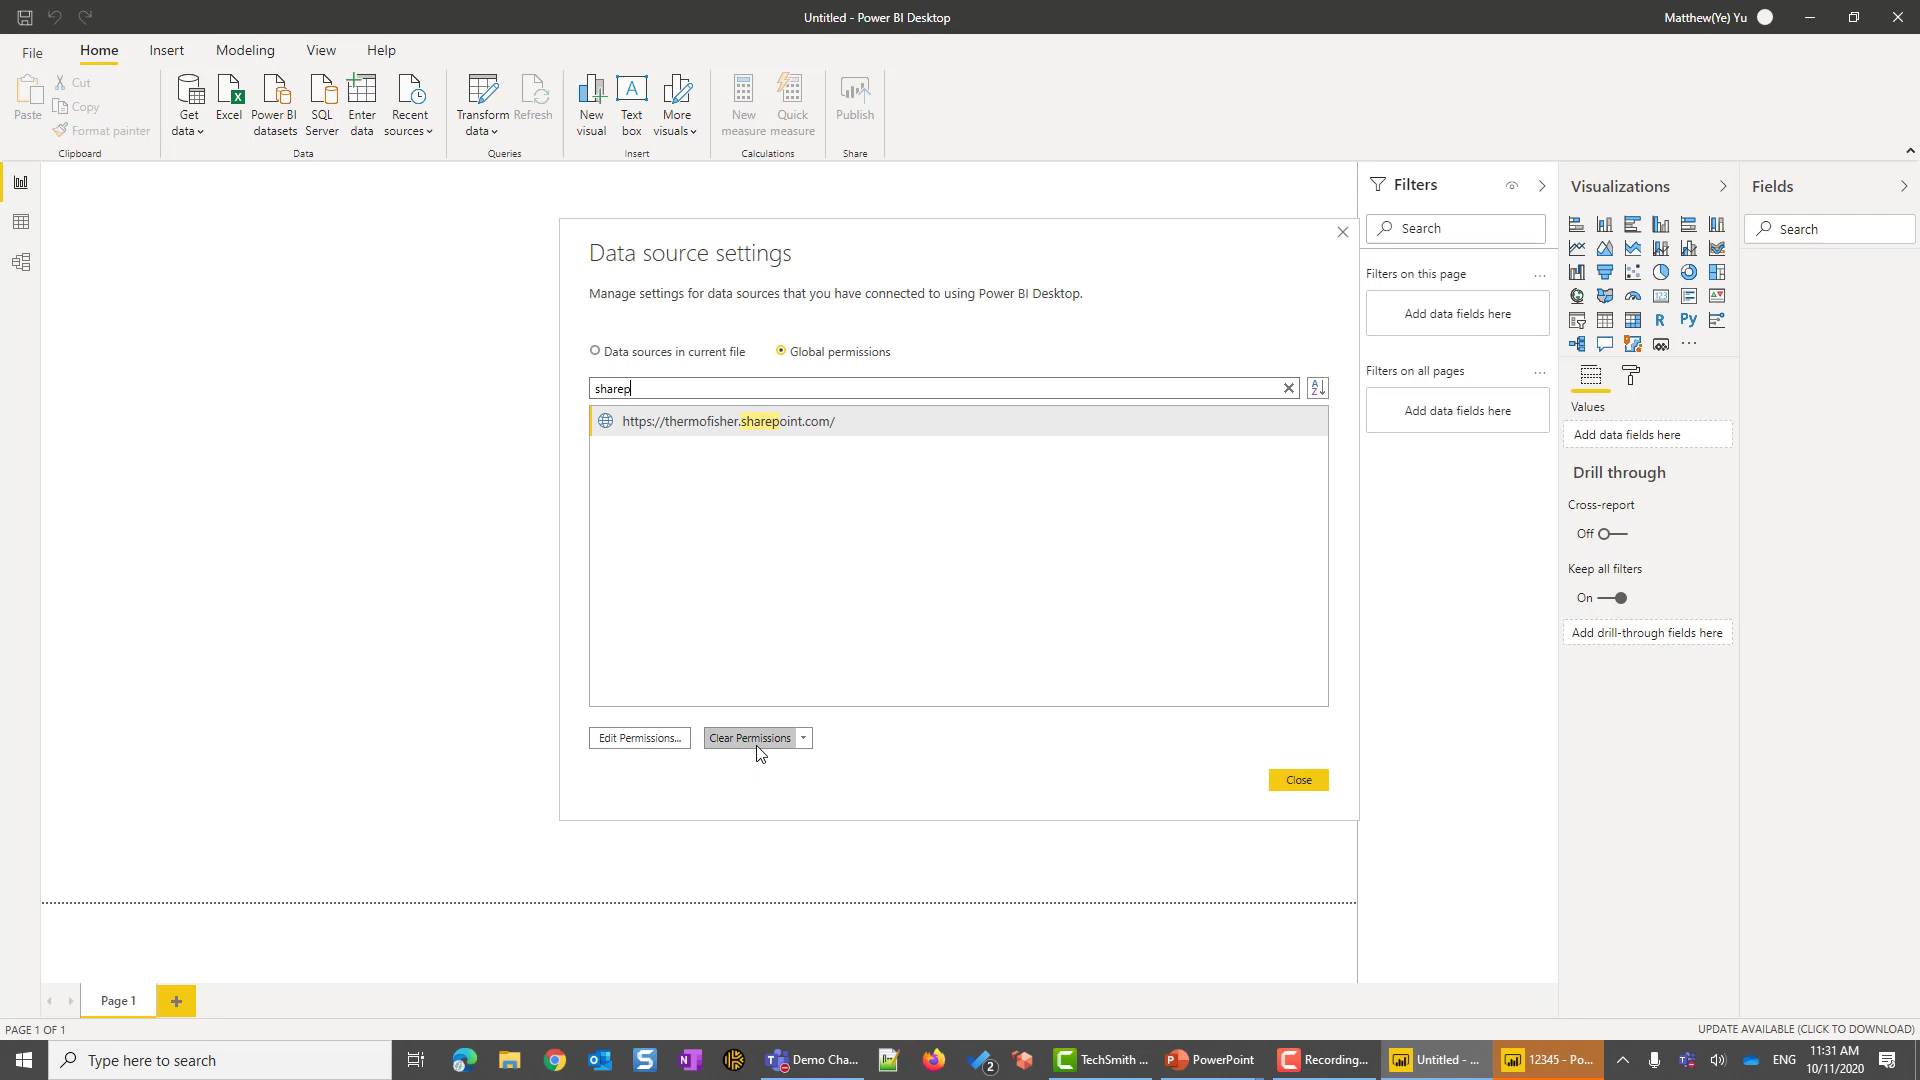 Untitled - Power BI Desktop
Matthew(Ye) Yu
File
Home
Insert
Modeling
View
Help
Paste
Cut
Copy
Format painter
Clipboard
Get
data
Excel
Power BI
datasets
SQL
Server
Enter
data
Recent
sources
Data
Transform
data
Refresh
Queries
New
visual
Text
box
More
visuals
Insert
New
measure
Quick
measure
Calculations
Publish
Share
Data source settings
Manage settings for data sources that you have connected to using Power BI Desktop.
Data sources in current file
Global permissions
sharep
https://thermofisher.sharepoint.com/
Edit Permissions...
Clear Permissions
Close
Filters
Search
Filters on this page
...
Add data fields here
Filters on all pages
...
Add data fields here
Visualizations
R
Py
...
Values
Add data fields here
Drill through
Cross-report
Off
Keep all filters
On
Add drill-through fields here
Fields
Search
Page 1
PAGE 1 OF 1
UPDATE AVAILABLE (CLICK TO DOWNLOAD)
Type here to search
Demo Cha...
2
TechSmith ...
PowerPoint
Recording...
Untitled - ...
12345 - Po...
ENG
11:31 AM
10/11/2020